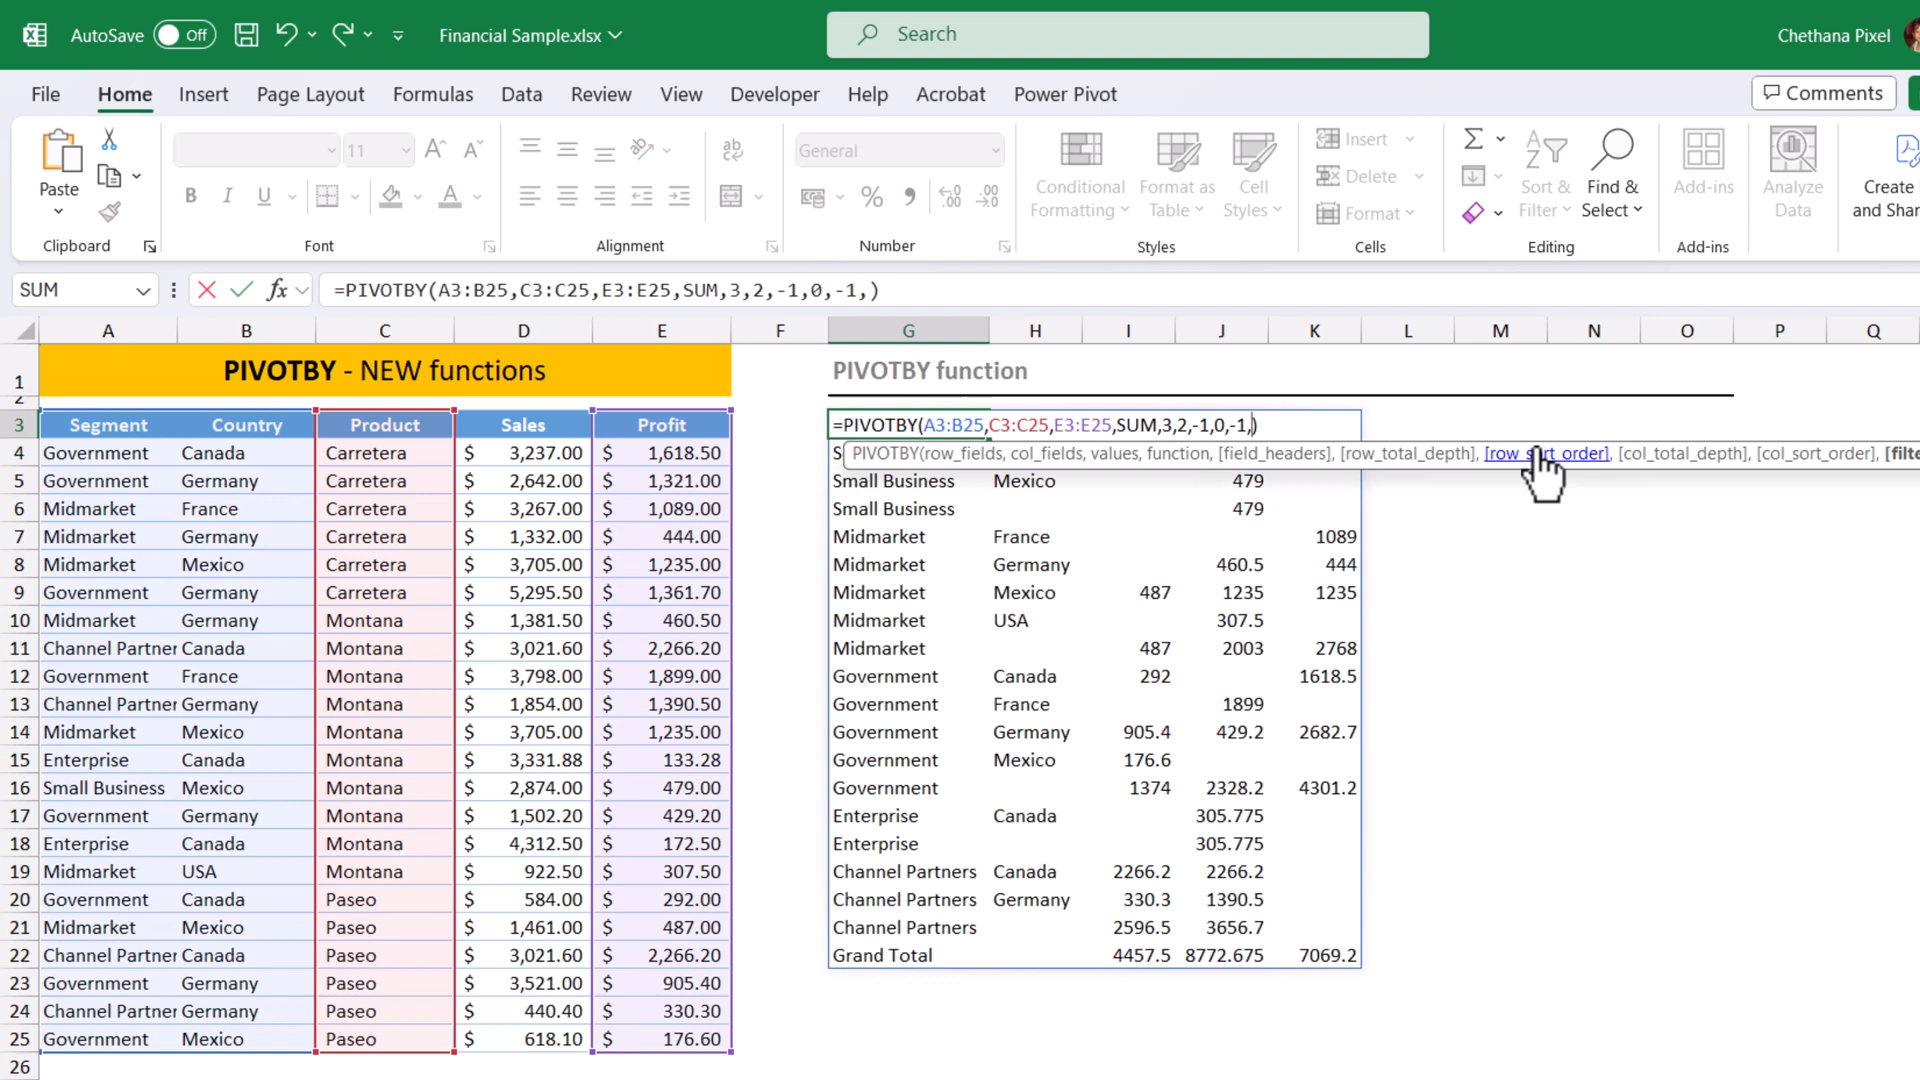 AutoSave Off Financial Sample.xlsx Search Chethana Pixel
File Home Insert Page Layout Formulas Data Review View Developer Help Acrobat Power Pivot Comments
Paste 11 General Conditional Formatting Format as Table Cell Styles Insert Delete Format Sort & Filter Find & Select Add-ins Analyze Data Create and Shar
B I U A
Clipboard Font Alignment Number Styles Cells Editing Add-ins
SUM fx =PIVOTBY(A3:B25,C3:C25,E3:E25,SUM,3,2,-1,0,-1,)
A B C D E F G H I J K L M N O P Q
1 PIVOTBY - NEW functions PIVOTBY function
2
3 Segment Country Product Sales Profit =PIVOTBY(A3:B25,C3:C25,E3:E25,SUM,3,2,-1,0,-1,)
PIVOTBY(row_fields, col_fields, values, function, [field_headers], [row_total_depth], [row_sort_order], [col_total_depth], [col_sort_order], [filte
4 Government Canada Carretera $ 3,237.00 $ 1,618.50 S
5 Government Germany Carretera $ 2,642.00 $ 1,321.00 Small Business Mexico 479
6 Midmarket France Carretera $ 3,267.00 $ 1,089.00 Small Business 479
7 Midmarket Germany Carretera $ 1,332.00 $ 444.00 Midmarket France 1089
8 Midmarket Mexico Carretera $ 3,705.00 $ 1,235.00 Midmarket Germany 460.5 444
9 Government Germany Carretera $ 5,295.50 $ 1,361.70 Midmarket Mexico 487 1235 1235
10 Midmarket Germany Montana $ 1,381.50 $ 460.50 Midmarket USA 307.5
11 Channel Partner Canada Montana $ 3,021.60 $ 2,266.20 Midmarket 487 2003 2768
12 Government France Montana $ 3,798.00 $ 1,899.00 Government Canada 292 1618.5
13 Channel Partner Germany Montana $ 1,854.00 $ 1,390.50 Government France 1899
14 Midmarket Mexico Montana $ 3,705.00 $ 1,235.00 Government Germany 905.4 429.2 2682.7
15 Enterprise Canada Montana $ 3,331.88 $ 133.28 Government Mexico 176.6
16 Small Business Mexico Montana $ 2,874.00 $ 479.00 Government 1374 2328.2 4301.2
17 Government Germany Montana $ 1,502.20 $ 429.20 Enterprise Canada 305.775
18 Enterprise Canada Montana $ 4,312.50 $ 172.50 Enterprise 305.775
19 Midmarket USA Montana $ 922.50 $ 307.50 Channel Partners Canada 2266.2 2266.2
20 Government Canada Paseo $ 584.00 $ 292.00 Channel Partners Germany 330.3 1390.5
21 Midmarket Mexico Paseo $ 1,461.00 $ 487.00 Channel Partners 2596.5 3656.7
22 Channel Partner Canada Paseo $ 3,021.60 $ 2,266.20 Grand Total 4457.5 8772.675 7069.2
23 Government Germany Paseo $ 3,521.00 $ 905.40
24 Channel Partner Germany Paseo $ 440.40 $ 330.30
25 Government Mexico Paseo $ 618.10 $ 176.60
26